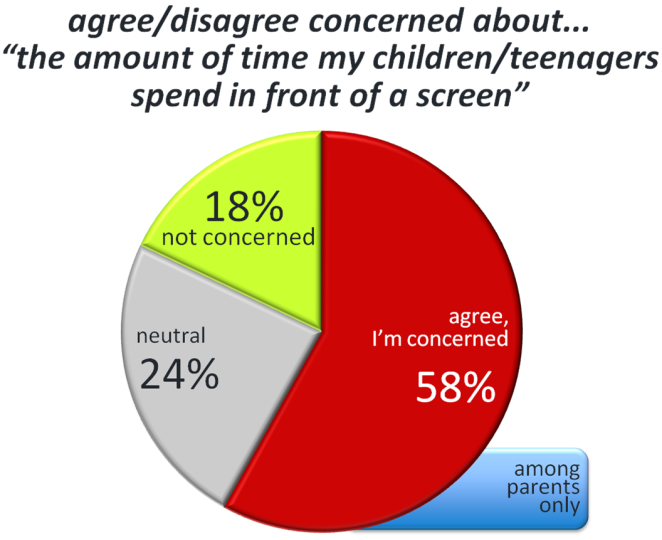 agree/disagree concerned about...
“the amount of time my children/teenagers
spend in front of a screen”
18%
not concerned
agree,
I’m concerned
58%
neutral
24%
among
parents
only